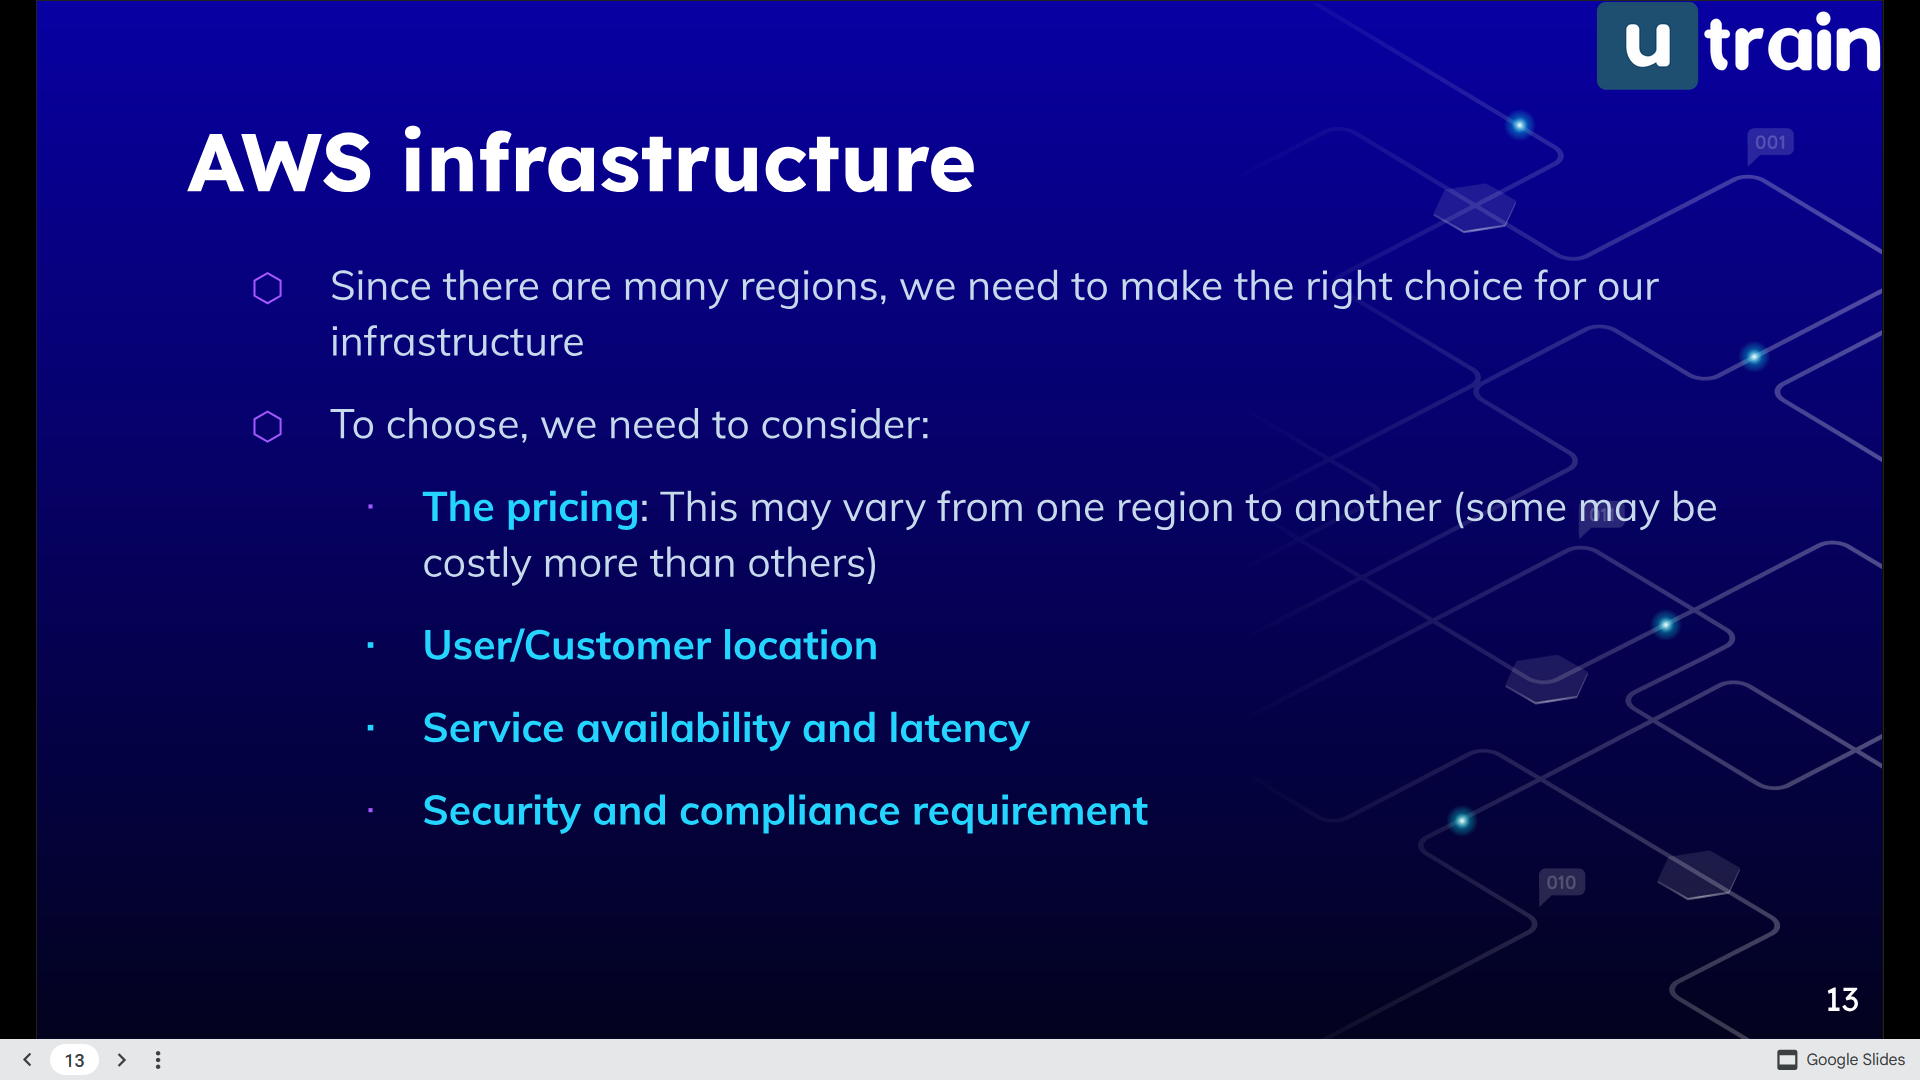 u train
001
AWS infrastructure
Since there are many regions, we need to make the right choice for our
infrastructure
To choose, we need to consider:
The pricing: This may vary from one region to another (some may be
costly more than others)
User/Customer location
Service availability and latency
Security and compliance requirement
010
13
13
Google Slides